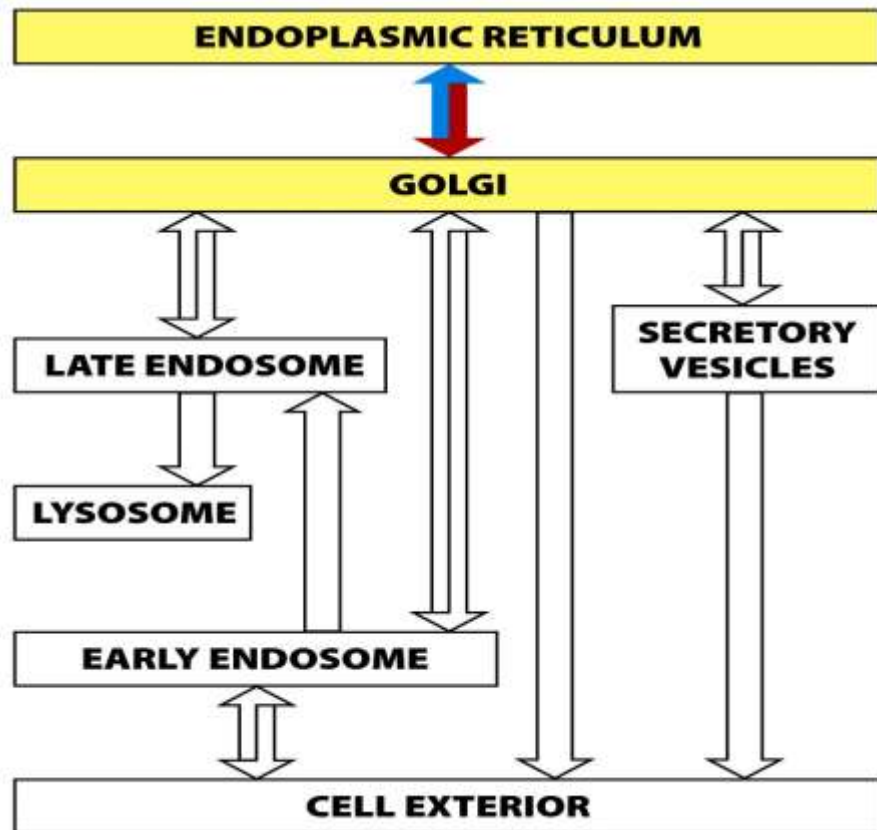 ENDOPLASMIC RETICULUM
GOLGI
LATE ENDOSOME
SECRETORY
VESICLES
LYSOSOME
EARLY ENDOSOME
CELL EXTERIOR